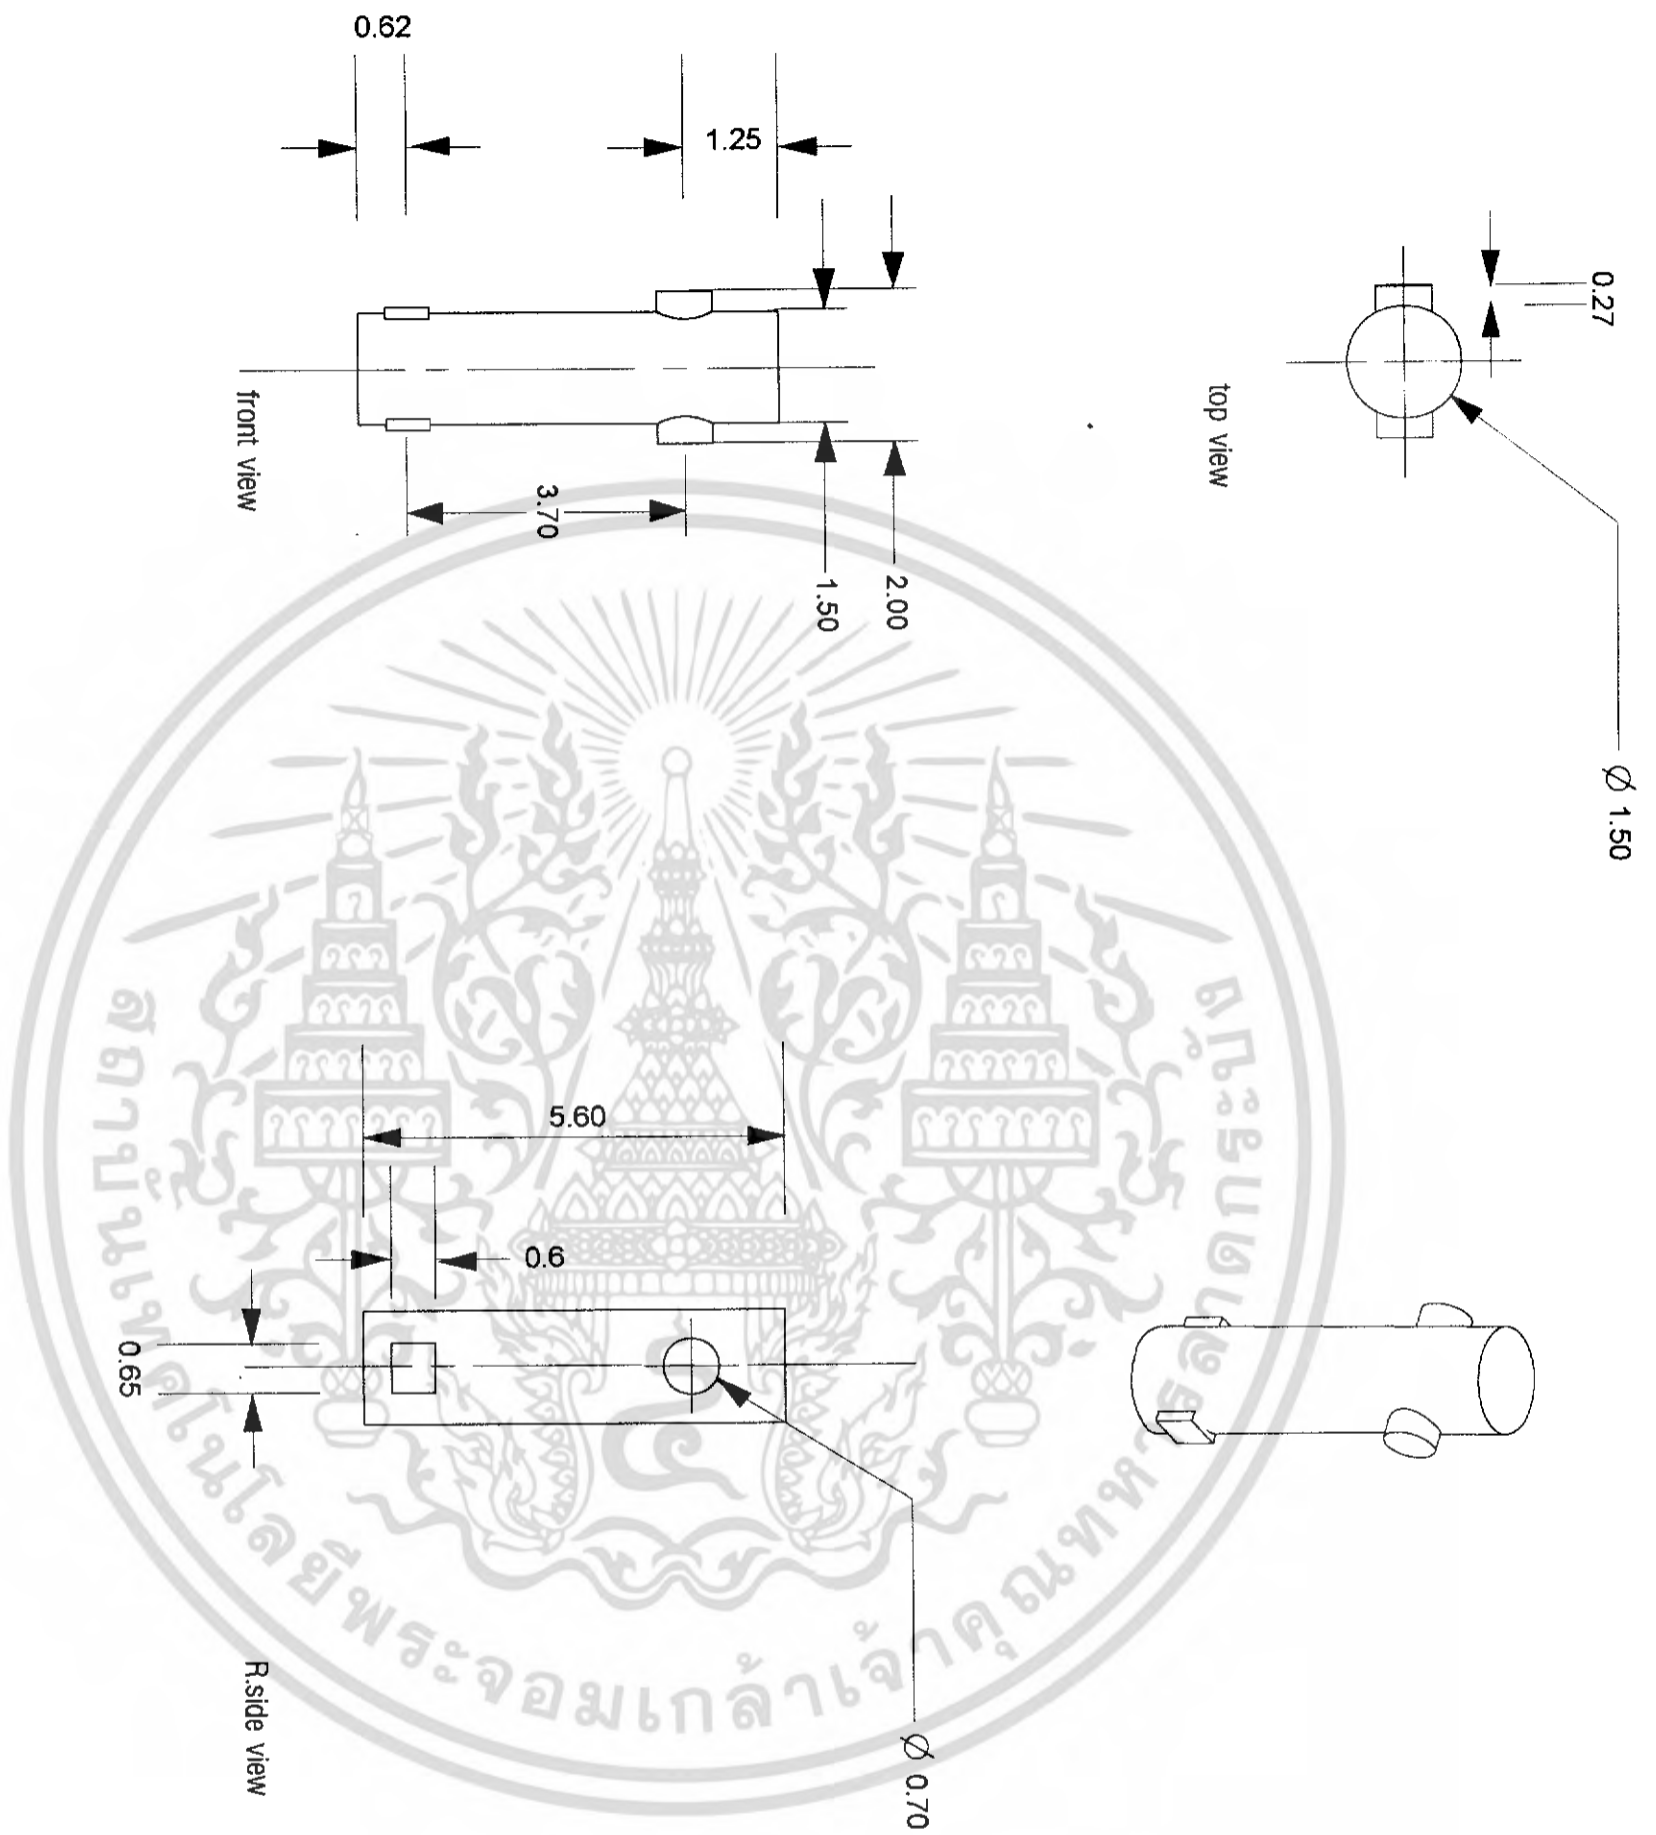 0.62
1.25
0.27
top view
front view
3.70
1.50
2.00
Ø 1.50
5.60
0.6
0.65
R.side view
Ø 0.70
สถาบันเทคโนโลยีพระจอมเกล้าเจ้าคุณทหารลาดกระบัง
๔